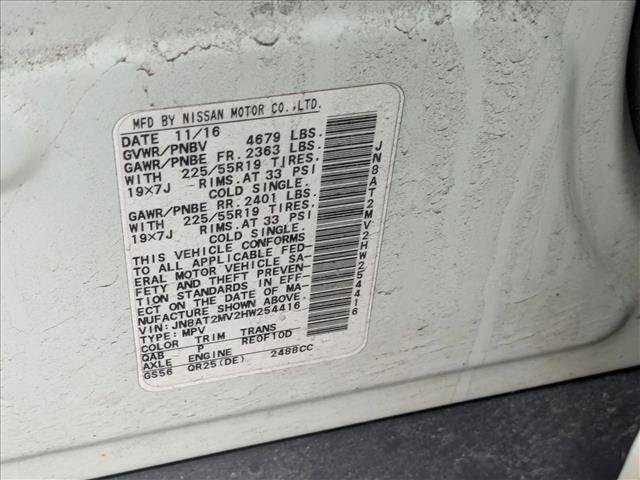 MFD BY NISSAN MOTOR CO.,LTD.
DATE 11/16
GVWR/PNBV 4679 LBS.
GAWR/PNBE FR. 2363 LBS.
WITH 225/55R19 TIRES.
19×7J RIMS.AT 33 PSI
COLD SINGLE.
GAWR/PNBE RR. 2401 LBS.
WITH 225/55R19 TIRES.
19×7J RIMS.AT 33 PSI
COLD SINGLE.
THIS VEHICLE CONFORMS
TO ALL APPLICABLE FED-
ERAL MOTOR VEHICLE SA-
FETY AND THEFT PREVEN-
TION STANDARDS IN EFF-
ECT ON THE DATE OF MA-
NUFACTURE SHOWN ABOVE.
VIN: JN8AT2MV2HW254416
TYPE: MPV
COLOR TRIM TRANS
QAB P RE0F10D
AXLE ENGINE
GS56 QR25(DE) 2488CC
JN8AT2MV2HW254416